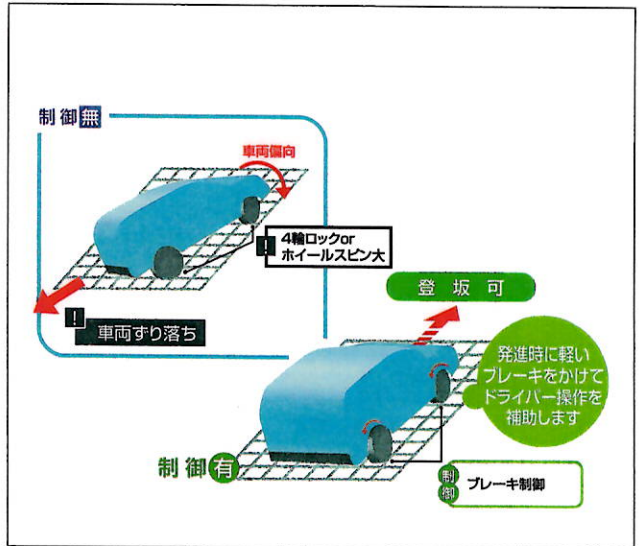 制御無
車両偏向
! 4輪ロックor
ホイールスピン大
! 車両ずり落ち
登坂可
発進時に軽い
ブレーキをかけて
ドライバー操作を
補助します
制御有
制御 ブレーキ制御